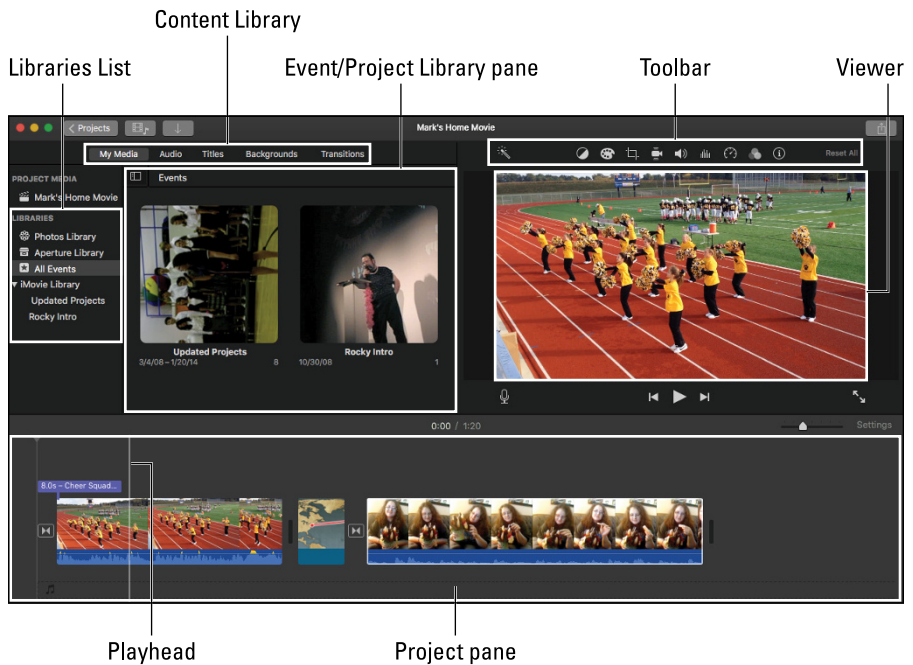 Content Library
Libraries List
Event/Project Library pane
Toolbar
Viewer
Projects
Mark's Home Movie
My Media
Audio
Titles
Backgrounds
Transitions
Reset All
PROJECT MEDIA
Mark's Home Movie
LIBRARIES
Photos Library
Aperture Library
All Events
iMovie Library
Updated Projects
Rocky Intro
Events
Updated Projects
3/4/08 – 1/20/14 8
Rocky Intro
10/30/08 1
0:00 / 1:20
Settings
8.0s – Cheer Squad...
Playhead
Project pane